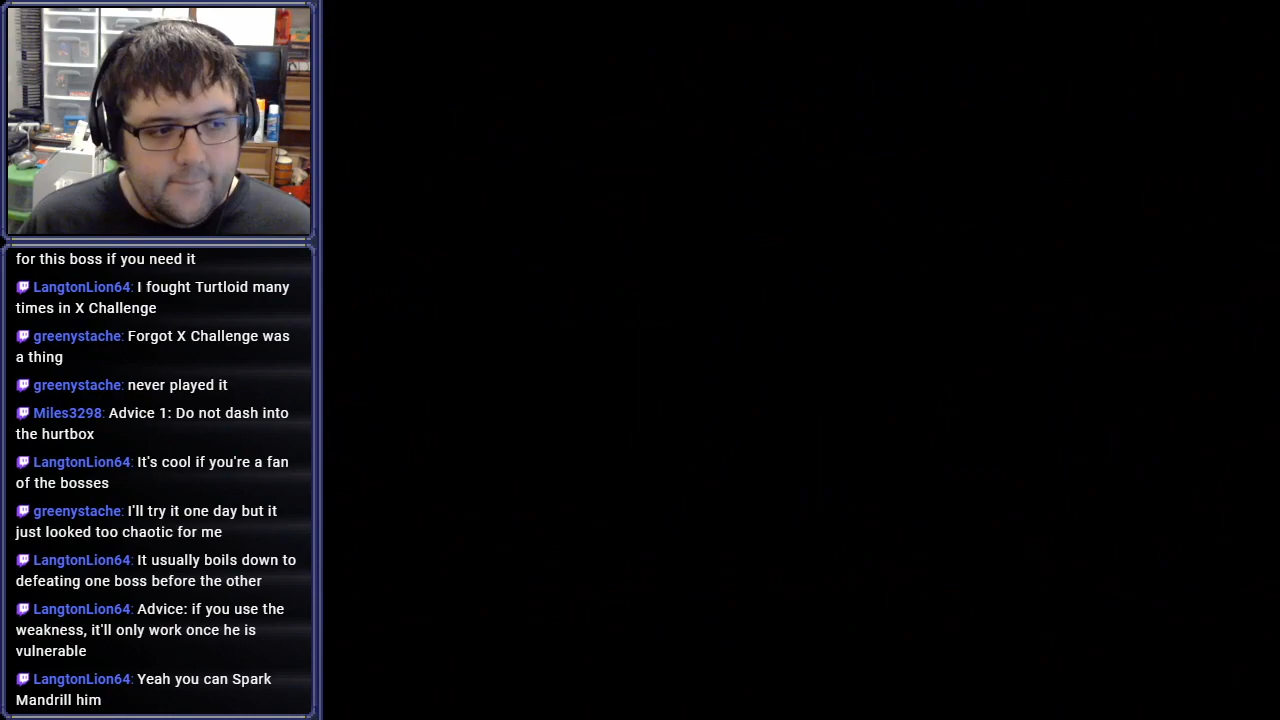 for this boss if you need it
LangtonLion64: I fought Turtloid many
times in X Challenge
greenystache: Forgot X Challenge was
a thing
greenystache: never played it
Miles3298: Advice 1: Do not dash into
the hurtbox
LangtonLion64: It's cool if you're a fan
of the bosses
greenystache: I'll try it one day but it
just looked too chaotic for me
LangtonLion64: It usually boils down to
defeating one boss before the other
LangtonLion64: Advice: if you use the
weakness, it'll only work once he is
vulnerable
LangtonLion64: Yeah you can Spark
Mandrill him